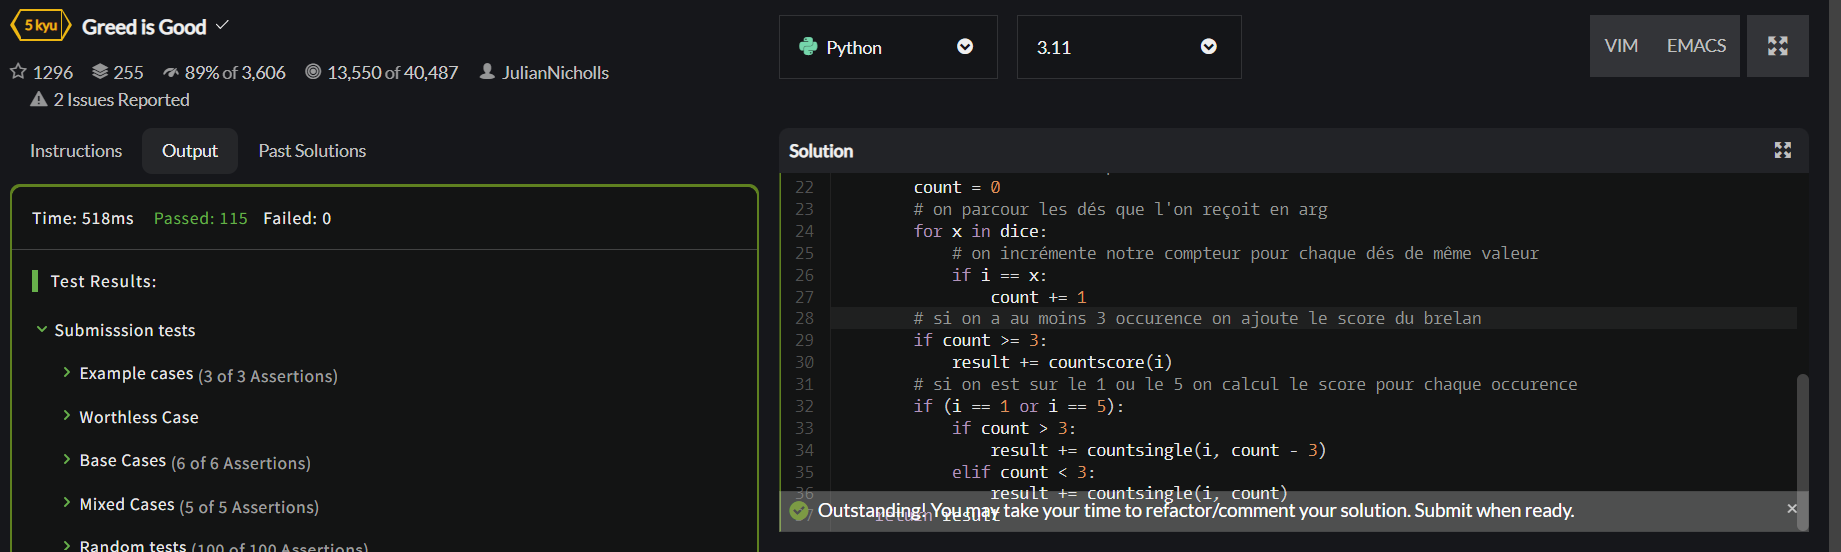 5 kyu
Greed is Good
1296 255 89% of 3,606 13,550 of 40,487 JulianNicholls
2 Issues Reported
Python
3.11
VIM EMACS
Instructions Output Past Solutions
Time: 518ms Passed: 115 Failed: 0
Test Results:
Submisssion tests
Example cases (3 of 3 Assertions)
Worthless Case
Base Cases (6 of 6 Assertions)
Mixed Cases (5 of 5 Assertions)
Random tests (100 of 100 Assertions)
Solution
22 count = 0
23 # on parcour les dés que l'on reçoit en arg
24 for x in dice:
25 # on incrémente notre compteur pour chaque dés de même valeur
26 if i == x:
27 count += 1
28 # si on a au moins 3 occurence on ajoute le score du brelan
29 if count >= 3:
30 result += countscore(i)
31 # si on est sur le 1 ou le 5 on calcul le score pour chaque occurence
32 if (i == 1 or i == 5):
33 if count > 3:
34 result += countsingle(i, count - 3)
35 elif count < 3:
36 result += countsingle(i, count)
37 return result
Outstanding! You may take your time to refactor/comment your solution. Submit when ready.